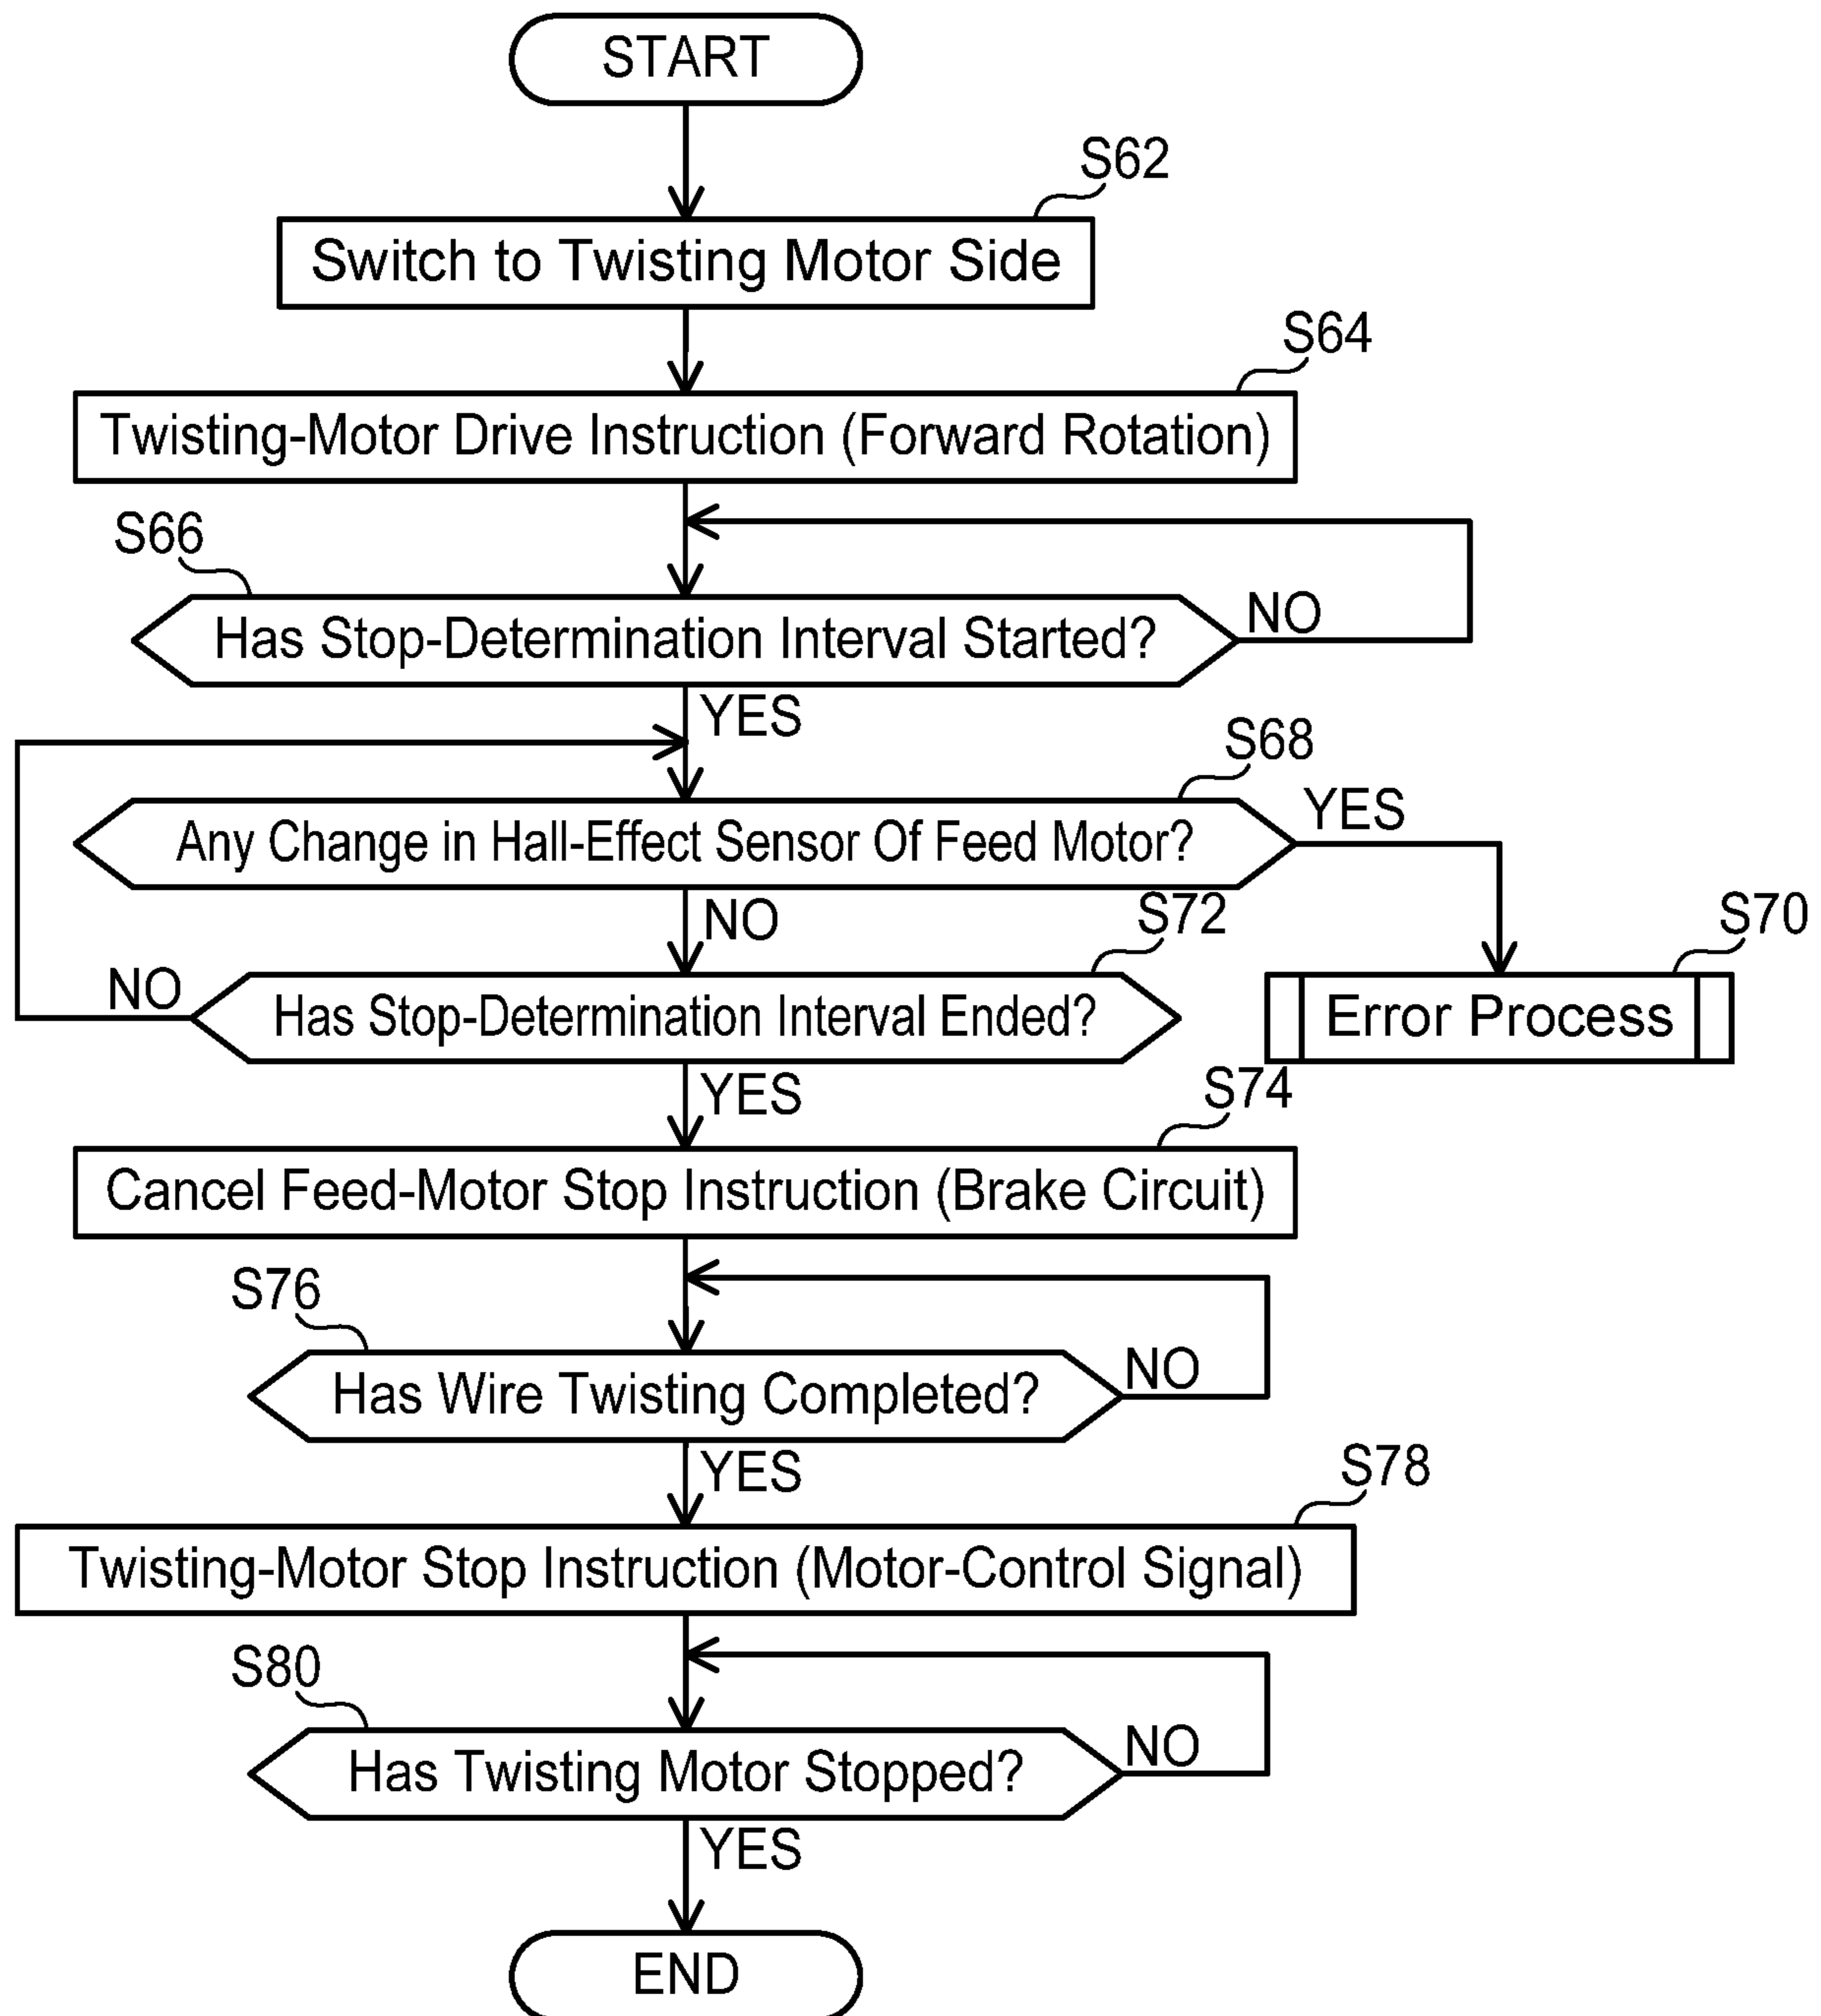 START
S62
Switch to Twisting Motor Side
S64
Twisting-Motor Drive Instruction (Forward Rotation)
S66
Has Stop-Determination Interval Started?
NO
YES
S68
Any Change in Hall-Effect Sensor Of Feed Motor?
YES
NO
S72
S70
NO
Has Stop-Determination Interval Ended?
Error Process
YES
S74
Cancel Feed-Motor Stop Instruction (Brake Circuit)
S76
Has Wire Twisting Completed?
NO
YES
S78
Twisting-Motor Stop Instruction (Motor-Control Signal)
S80
Has Twisting Motor Stopped?
NO
YES
END